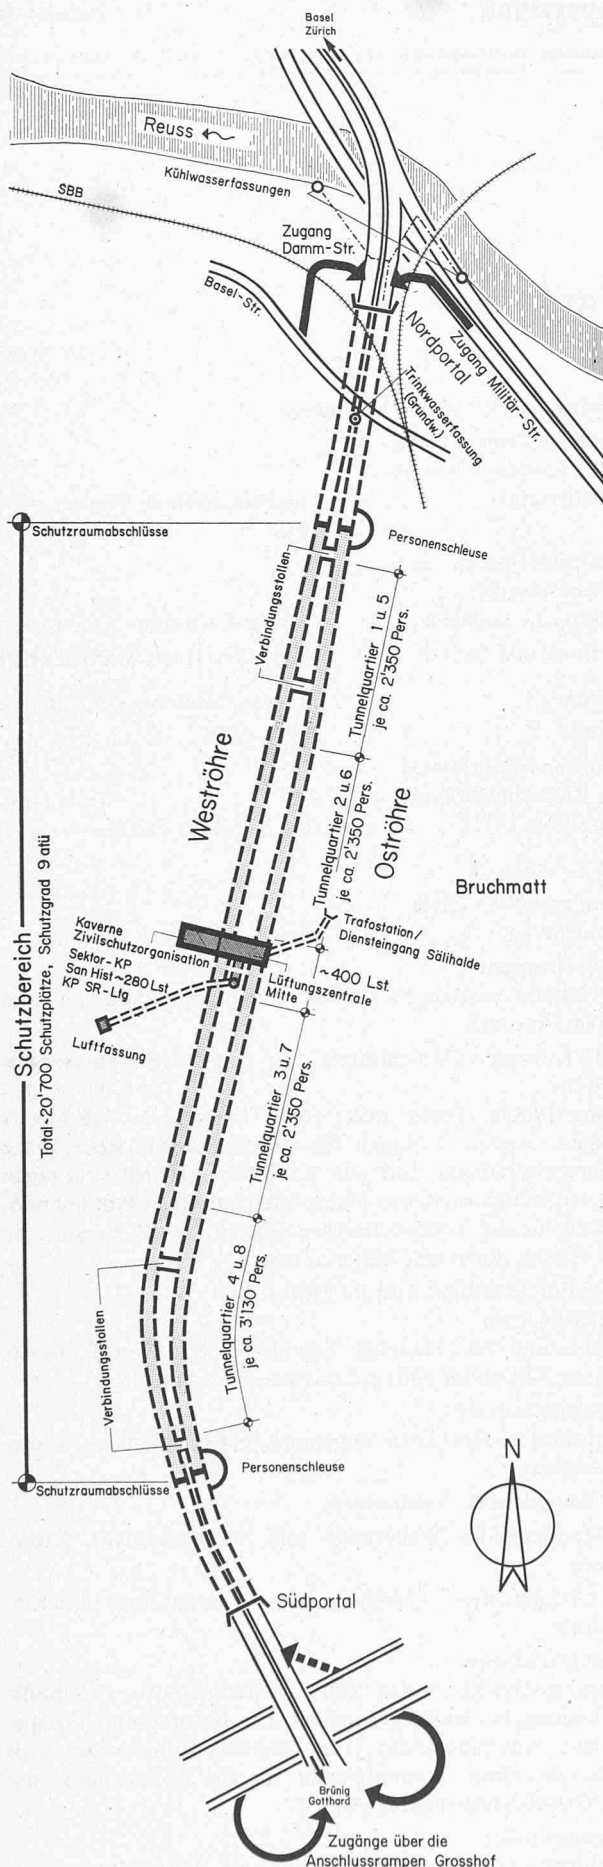 Basel
Zürich
Reuss
Kühlwasserfassungen
SBB
Zugang
Damm-Str.
Basel-Str.
Nordportal
Zugang Militär-Str.
Trinkwasserfassung
(Grundw.)
Schutzraumabschlüsse
Personenschleuse
Verbindungsstollen
Tunnelquartier 1 u. 5
je ca. 2'350 Pers.
Weströhre
Tunnelquartier 2 u. 6
je ca. 2'350 Pers.
Oströhre
Bruchmatt
Schutzbereich
Total ~20'700 Schutzplätze, Schutzgrad 9 atü
Kaverne
Zivilschutzorganisation
Sektor-KP
San Hist ~280 Lst.
KP SR-Ltg
Trafostation/
Diensteingang Sälihalde
~400 Lst.
Lüftungszentrale
Mitte
Luftfassung
Tunnelquartier 3 u. 7
je ca. 2'350 Pers.
Tunnelquartier 4 u. 8
je ca. 3'130 Pers.
Verbindungsstollen
Personenschleuse
Schutzraumabschlüsse
N
Südportal
Brünig
Gotthard
Zugänge über die
Anschlussrampen Grosshof